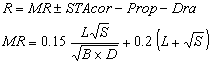 R = MR ± STAcor − Prop − Dra
MR = 0.15 L√S / √(B × D) + 0.2 (L + √S)